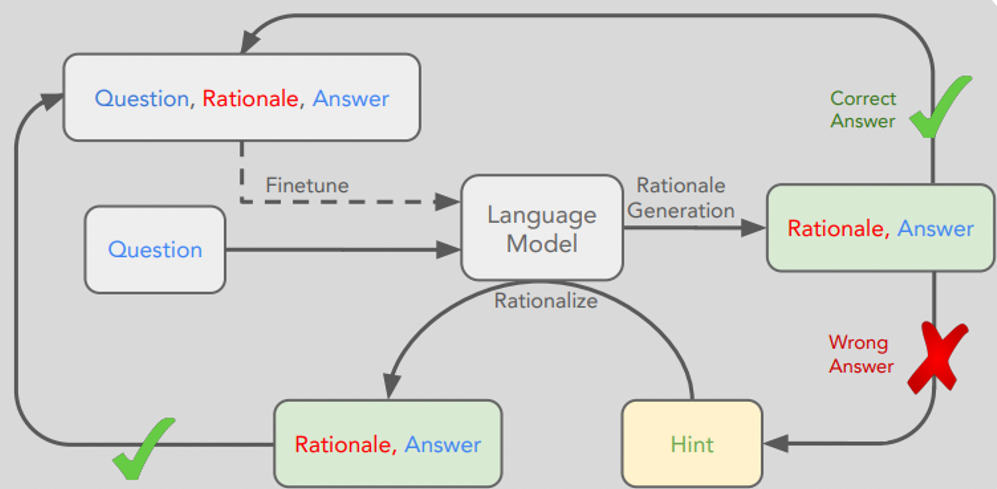 Question, Rationale, Answer
Correct
Answer
Finetune
Language
Model
Rationale
Generation
Rationale, Answer
Question
Rationalize
Wrong
Answer
Rationale, Answer
Hint